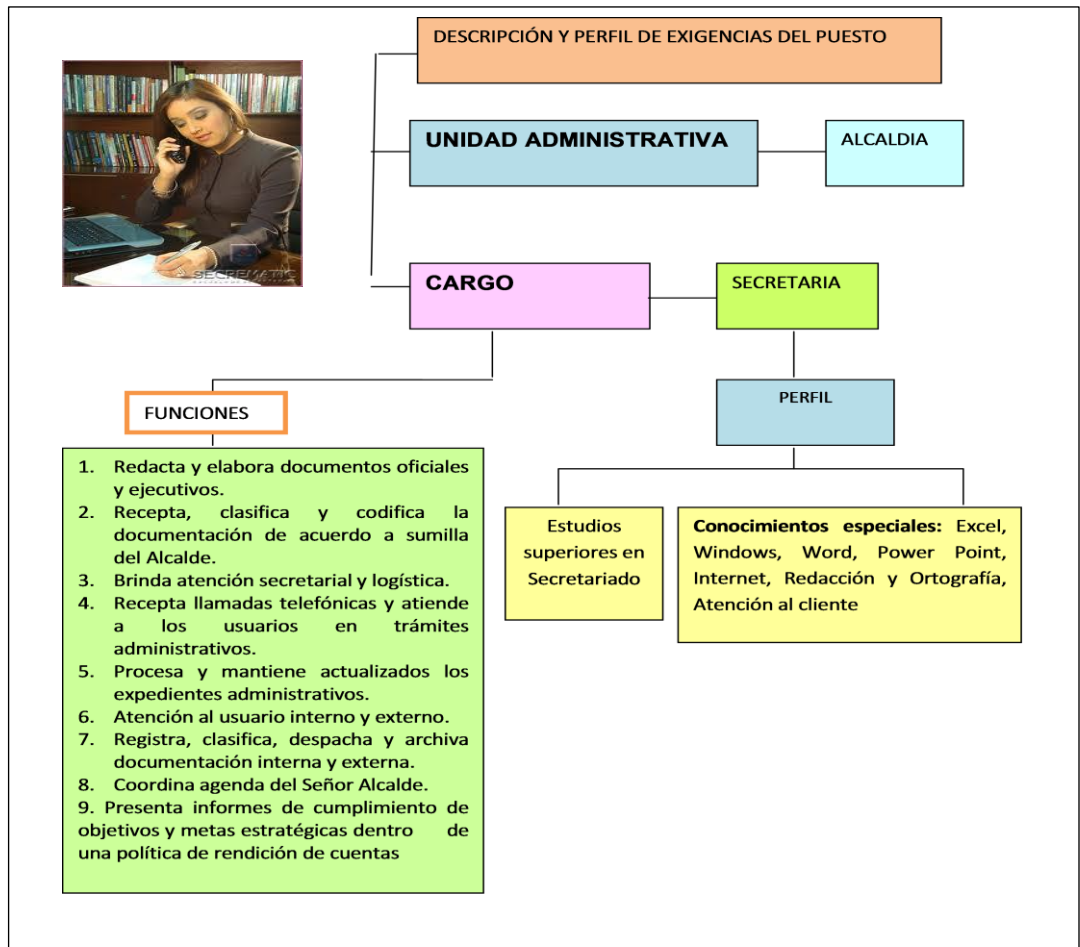 DESCRIPCIÓN Y PERFIL DE EXIGENCIAS DEL PUESTO
UNIDAD ADMINISTRATIVA
ALCALDIA
CARGO
SECRETARIA
SECREMATIC
FUNCIONES
1. Redacta y elabora documentos oficiales
y ejecutivos.
2. Recepta, clasifica y codifica la
documentación de acuerdo a sumilla
del Alcalde.
3. Brinda atención secretarial y logística.
4. Recepta llamadas telefónicas y atiende
a los usuarios en trámites
administrativos.
5. Procesa y mantiene actualizados los
expedientes administrativos.
6. Atención al usuario interno y externo.
7. Registra, clasifica, despacha y archiva
documentación interna y externa.
8. Coordina agenda del Señor Alcalde.
9. Presenta informes de cumplimiento de
objetivos y metas estratégicas dentro de
una política de rendición de cuentas
PERFIL
Estudios
superiores en
Secretariado
Conocimientos especiales: Excel,
Windows, Word, Power Point,
Internet, Redacción y Ortografía,
Atención al cliente